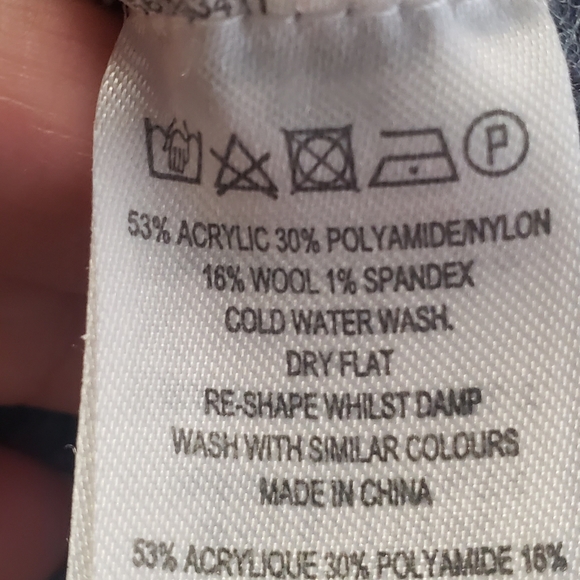 P
53% ACRYLIC 30% POLYAMIDE/NYLON
16% WOOL 1% SPANDEX
COLD WATER WASH.
DRY FLAT
RE-SHAPE WHILST DAMP
WASH WITH SIMILAR COLOURS
MADE IN CHINA
53% ACRYLIQUE 30% POLYAMIDE 16%